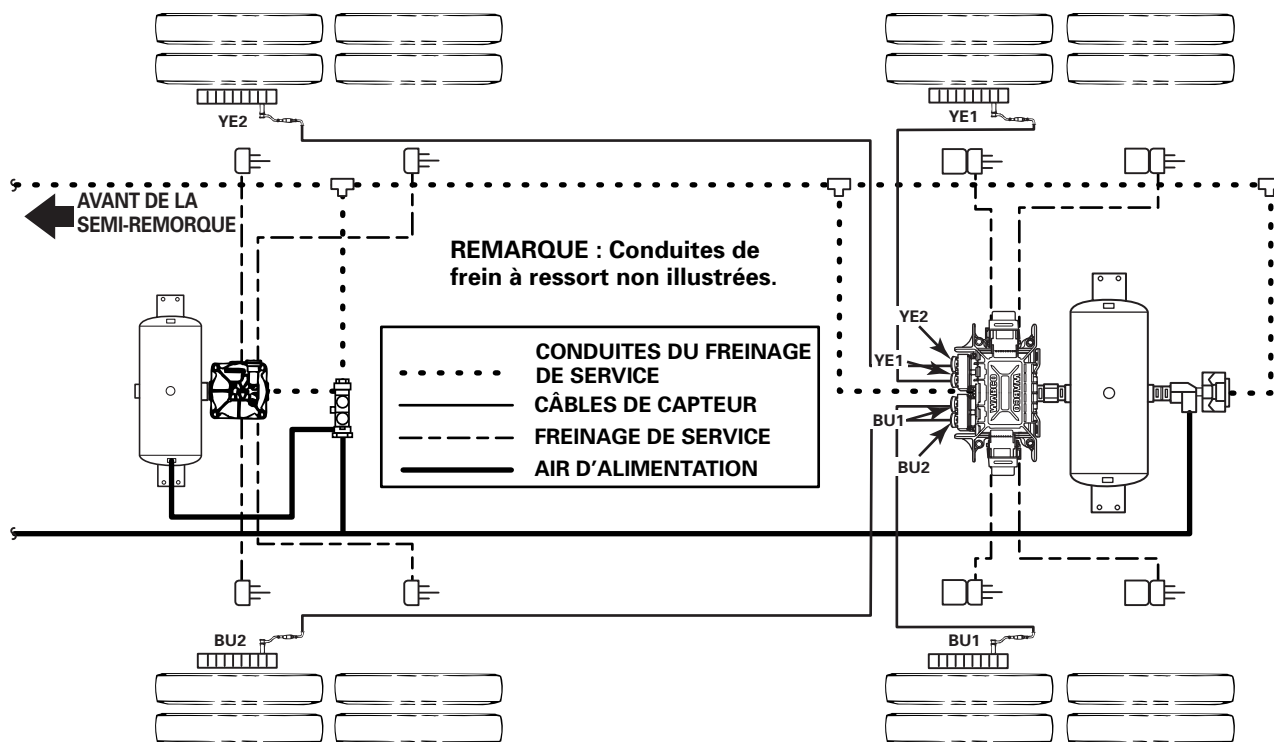 YE2
YE1
AVANT DE LA
SEMI-REMORQUE
REMARQUE : Conduites de
frein à ressort non illustrées.
YE2
YE1
BU1
BU2
CONDUITES DU FREINAGE
DE SERVICE
CÂBLES DE CAPTEUR
FREINAGE DE SERVICE
AIR D'ALIMENTATION
BU2
BU1